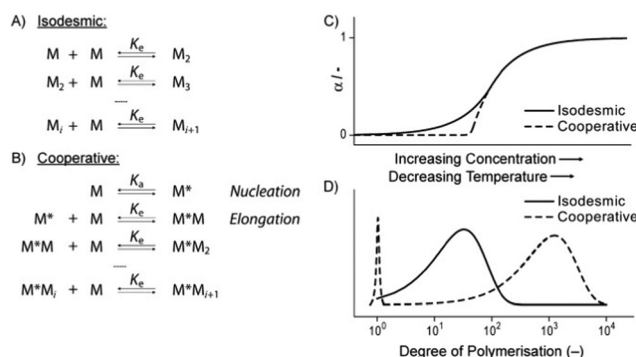 A) Isodesmic:
M + M Ke M2
M2 + M Ke M3
.....
Mi + M Ke Mi+1
B) Cooperative:
M Ka M* Nucleation
M* + M Ke M*M Elongation
M*M + M Ke M*M2
.....
M*Mi + M Ke M*Mi+1
C)
1
α / -
0
Isodesmic
Cooperative
Increasing Concentration →
Decreasing Temperature →
D)
Isodesmic
Cooperative
10^0 10^1 10^2 10^3 10^4
Degree of Polymerisation (–)